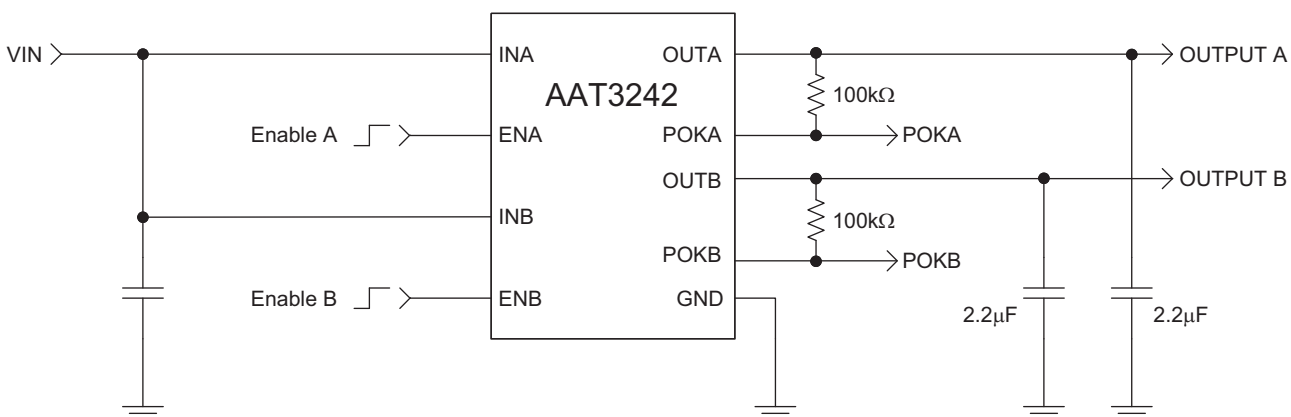 VIN
INA
OUTA
OUTPUT A
AAT3242
100kΩ
Enable A
ENA
POKA
POKA
OUTB
OUTPUT B
INB
100kΩ
POKB
POKB
Enable B
ENB
GND
2.2μF
2.2μF